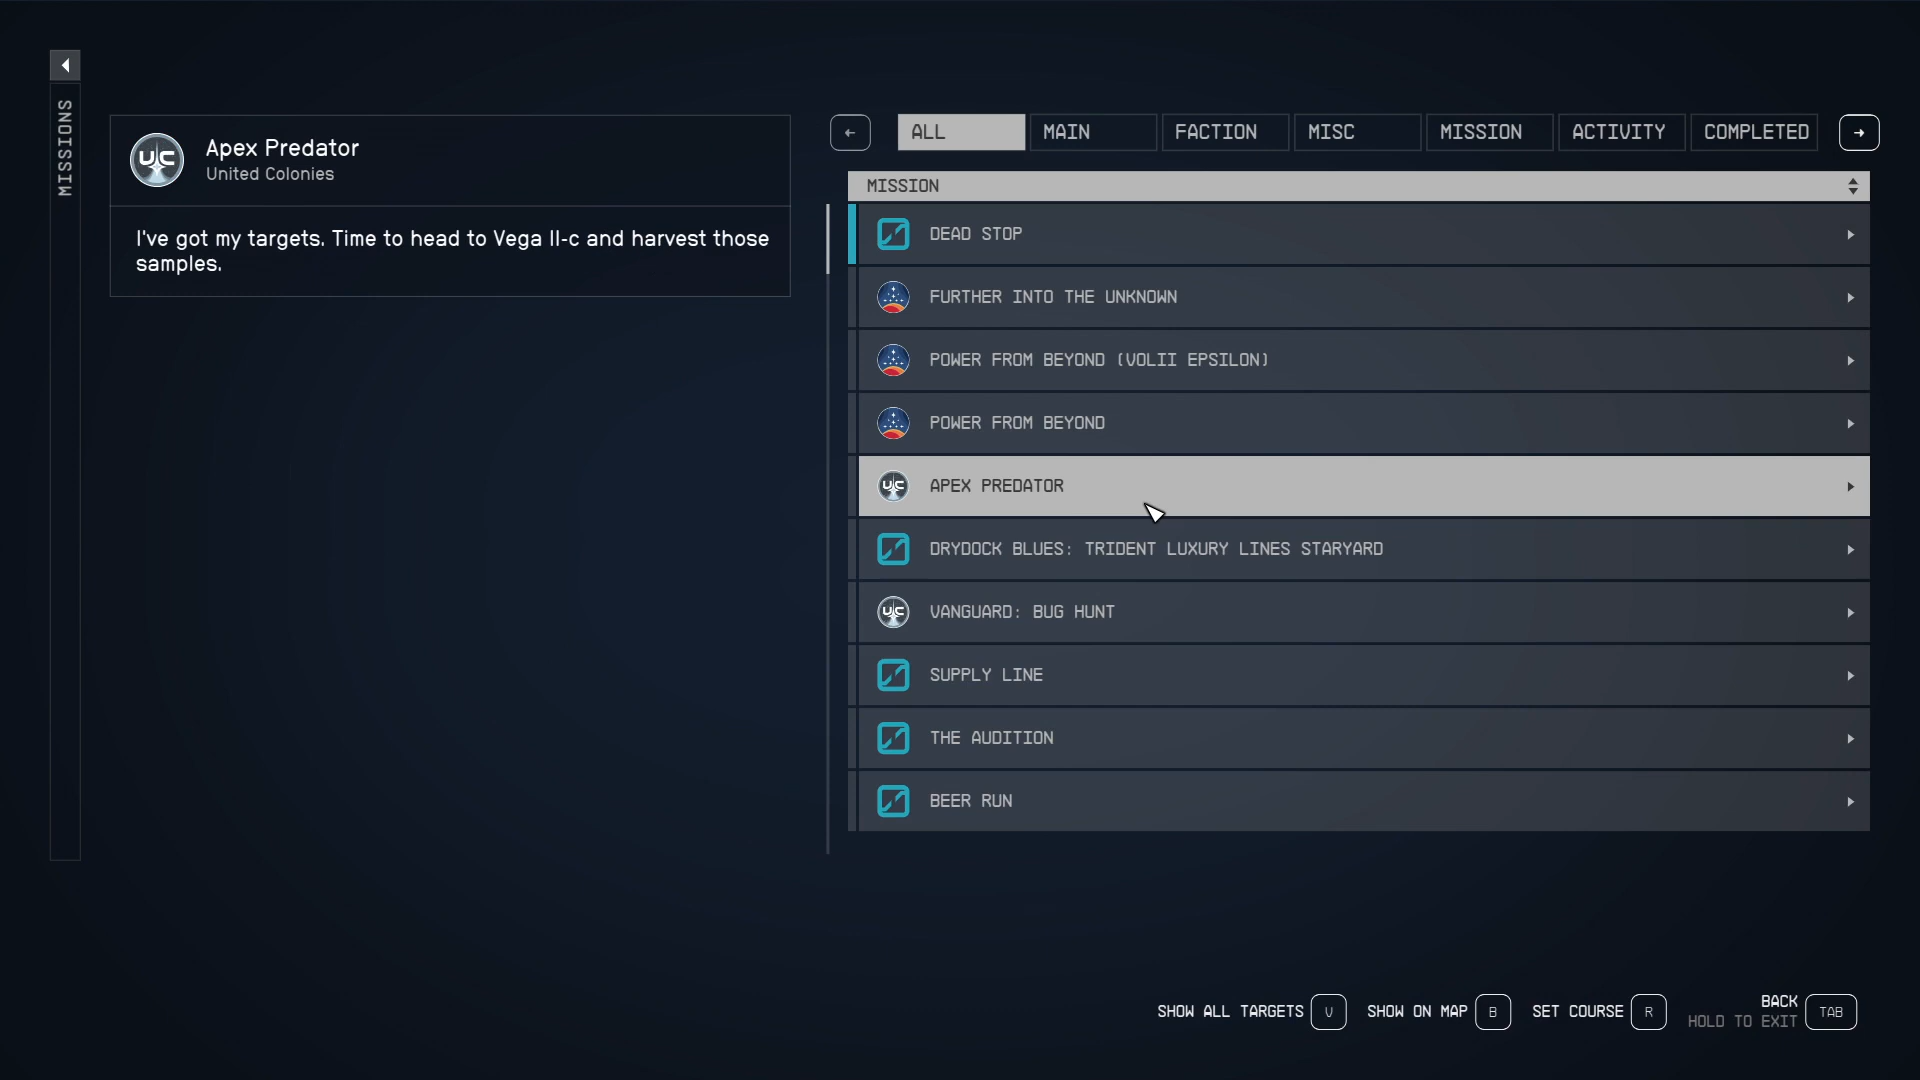 MISSIONS
UC
Apex Predator
United Colonies
I've got my targets. Time to head to Vega II-c and harvest those
samples.
ALL
MAIN
FACTION
MISC
MISSION
ACTIVITY
COMPLETED
MISSION
DEAD STOP
FURTHER INTO THE UNKNOWN
POWER FROM BEYOND (VOLII EPSILON)
POWER FROM BEYOND
UC
APEX PREDATOR
DRYDOCK BLUES: TRIDENT LUXURY LINES STARYARD
UC
VANGUARD: BUG HUNT
SUPPLY LINE
THE AUDITION
BEER RUN
SHOW ALL TARGETS V
SHOW ON MAP B
SET COURSE R
BACK
HOLD TO EXIT
TAB